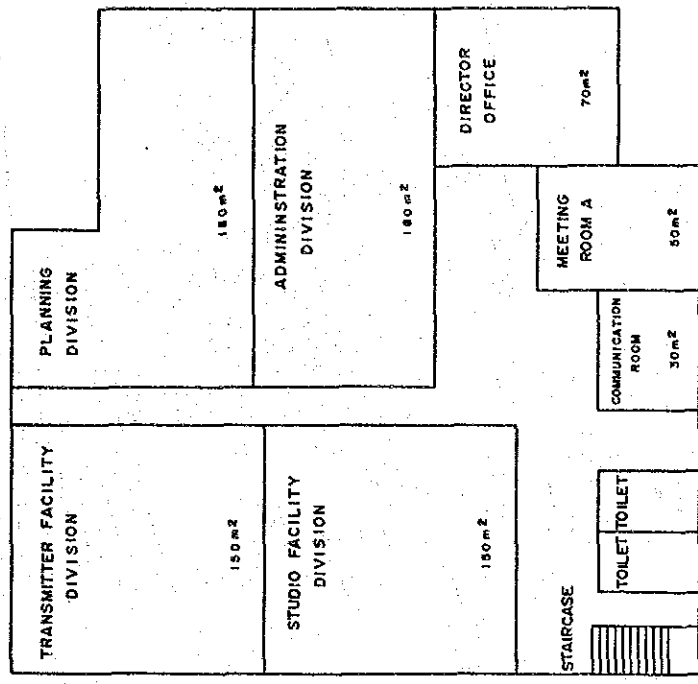 TRANSMITTER FACILITY
DIVISION
150m²
PLANNING
DIVISION
180m²
STUDIO FACILITY
DIVISION
150m²
ADMININSTRATION
DIVISION
180m²
DIRECTOR
OFFICE
70m²
MEETING
ROOM A
50m²
COMMUNICATION
ROOM
30m²
STAIRCASE
TOILET
TOILET